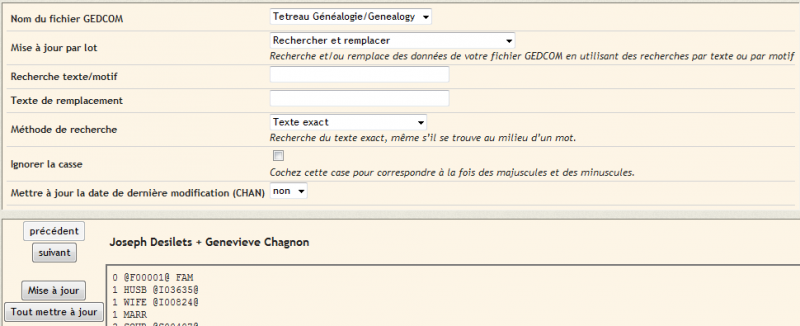 Nom du fichier GEDCOM Tetreau Généalogie/Genealogy
Mise à jour par lot Rechercher et remplacer
Recherche et/ou remplace des données de votre fichier GEDCOM en utilisant des recherches par texte ou par motif
Recherche texte/motif
Texte de remplacement
Méthode de recherche Texte exact
Recherche du texte exact, même s'il se trouve au milieu d'un mot.
Ignorer la casse
Cochez cette case pour correspondre à la fois des majuscules et des minuscules.
Mettre à jour la date de dernière modification (CHAN) non
précédent
suivant
Joseph Desilets + Genevieve Chagnon
Mise à jour
Tout mettre à jour
0 @F00001@ FAM
1 HUSB @I03635@
1 WIFE @I00824@
1 MARR